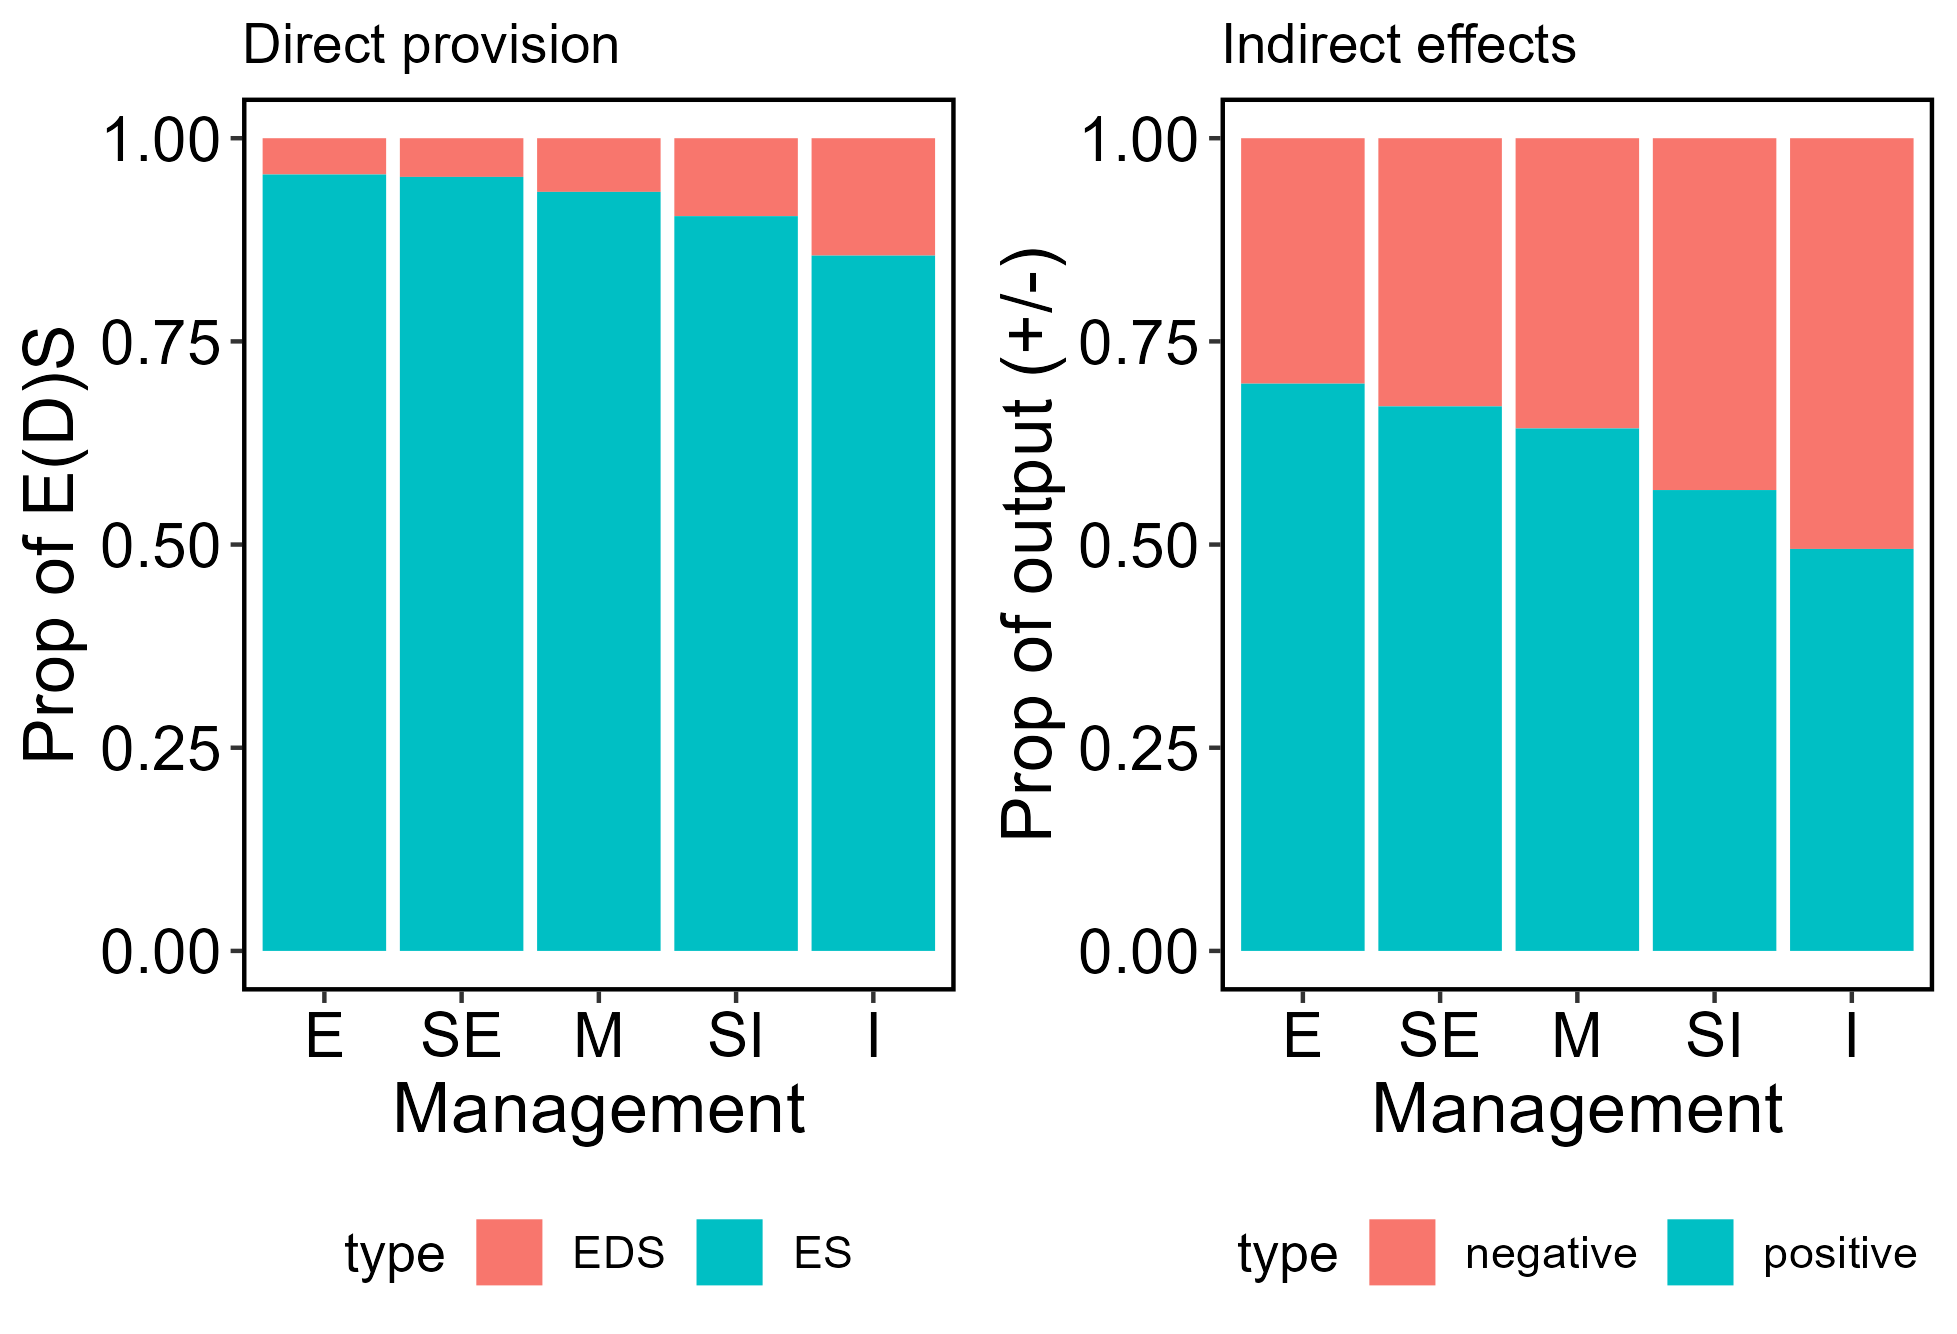 Direct provision
Prop of E(D)S
1.00
0.75
0.50
0.25
0.00
E SE M SI I
Management
type EDS ES
Indirect effects
Prop of output (+/-)
1.00
0.75
0.50
0.25
0.00
E SE M SI I
Management
type negative positive